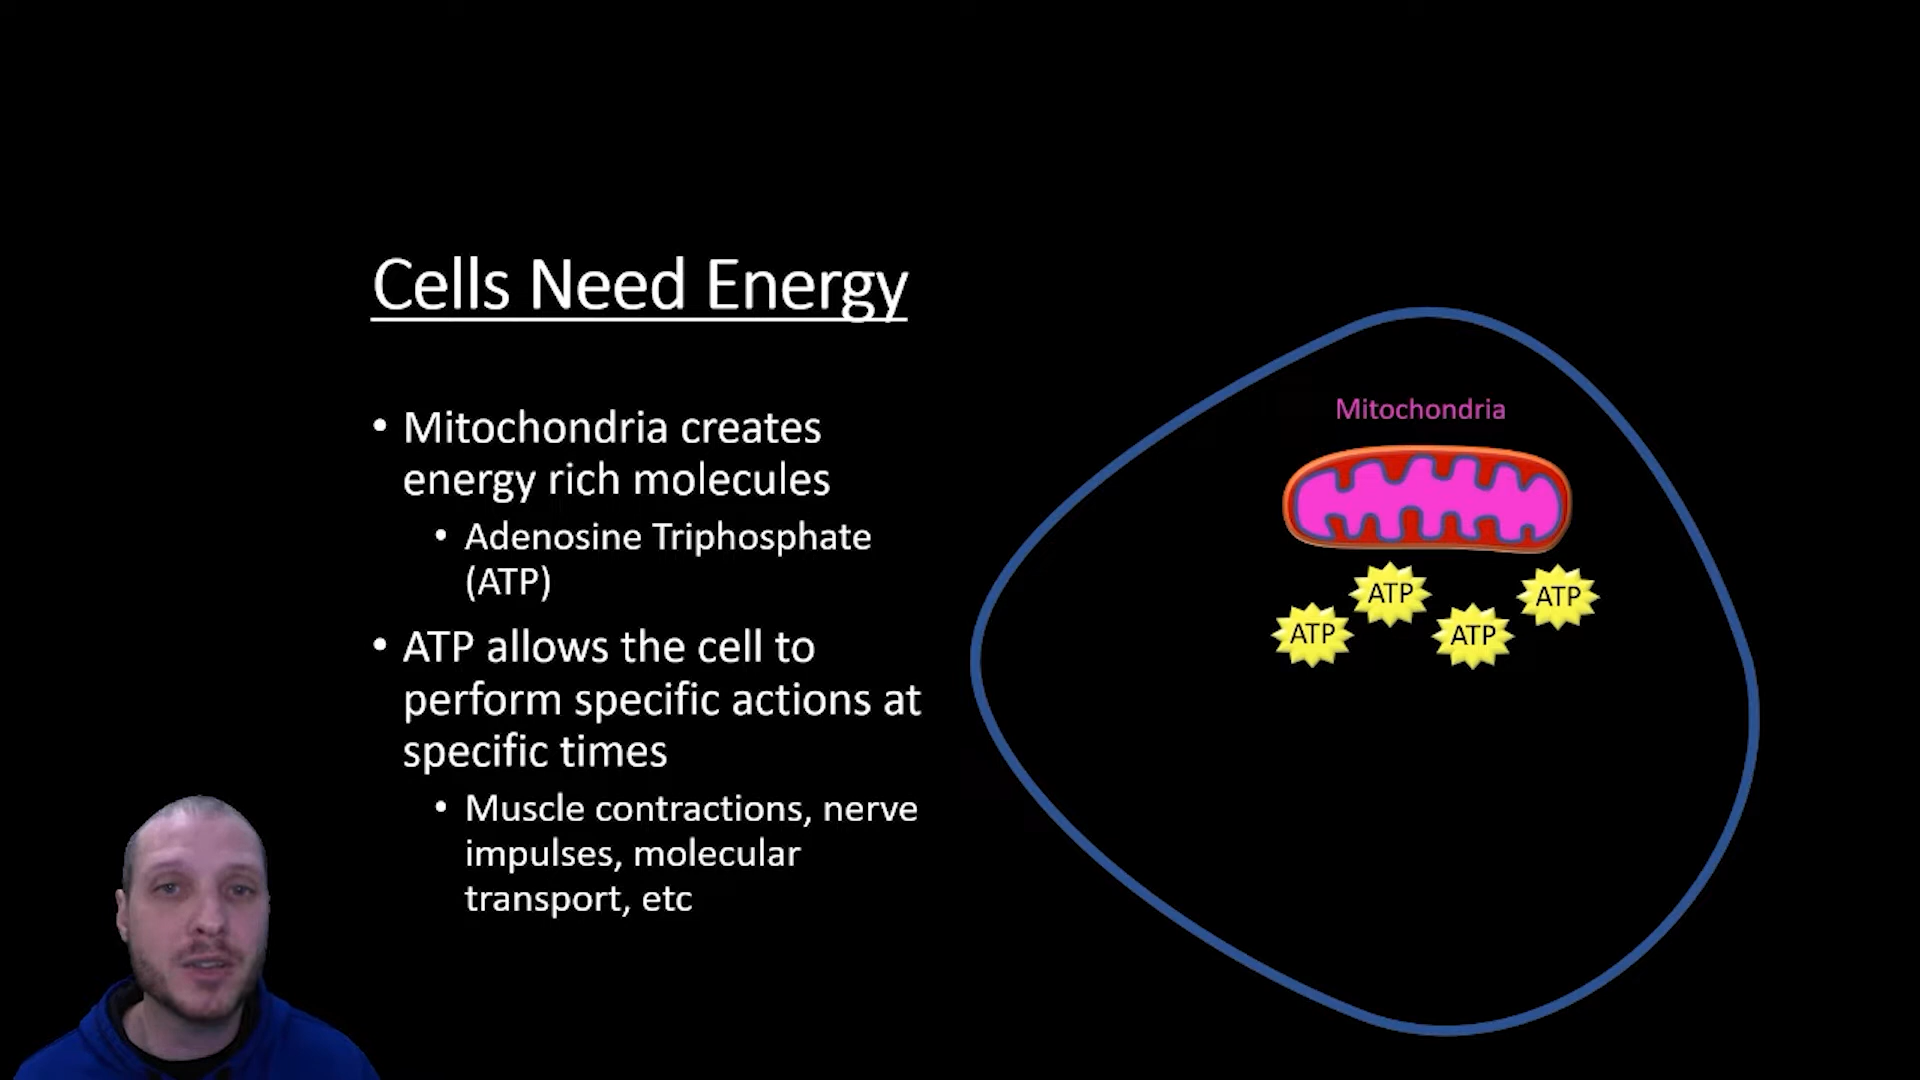 Cells Need Energy
• Mitochondria creates
energy rich molecules
• Adenosine Triphosphate
(ATP)
• ATP allows the cell to
perform specific actions at
specific times
• Muscle contractions, nerve
impulses, molecular
transport, etc
Mitochondria
ATP
ATP
ATP
ATP